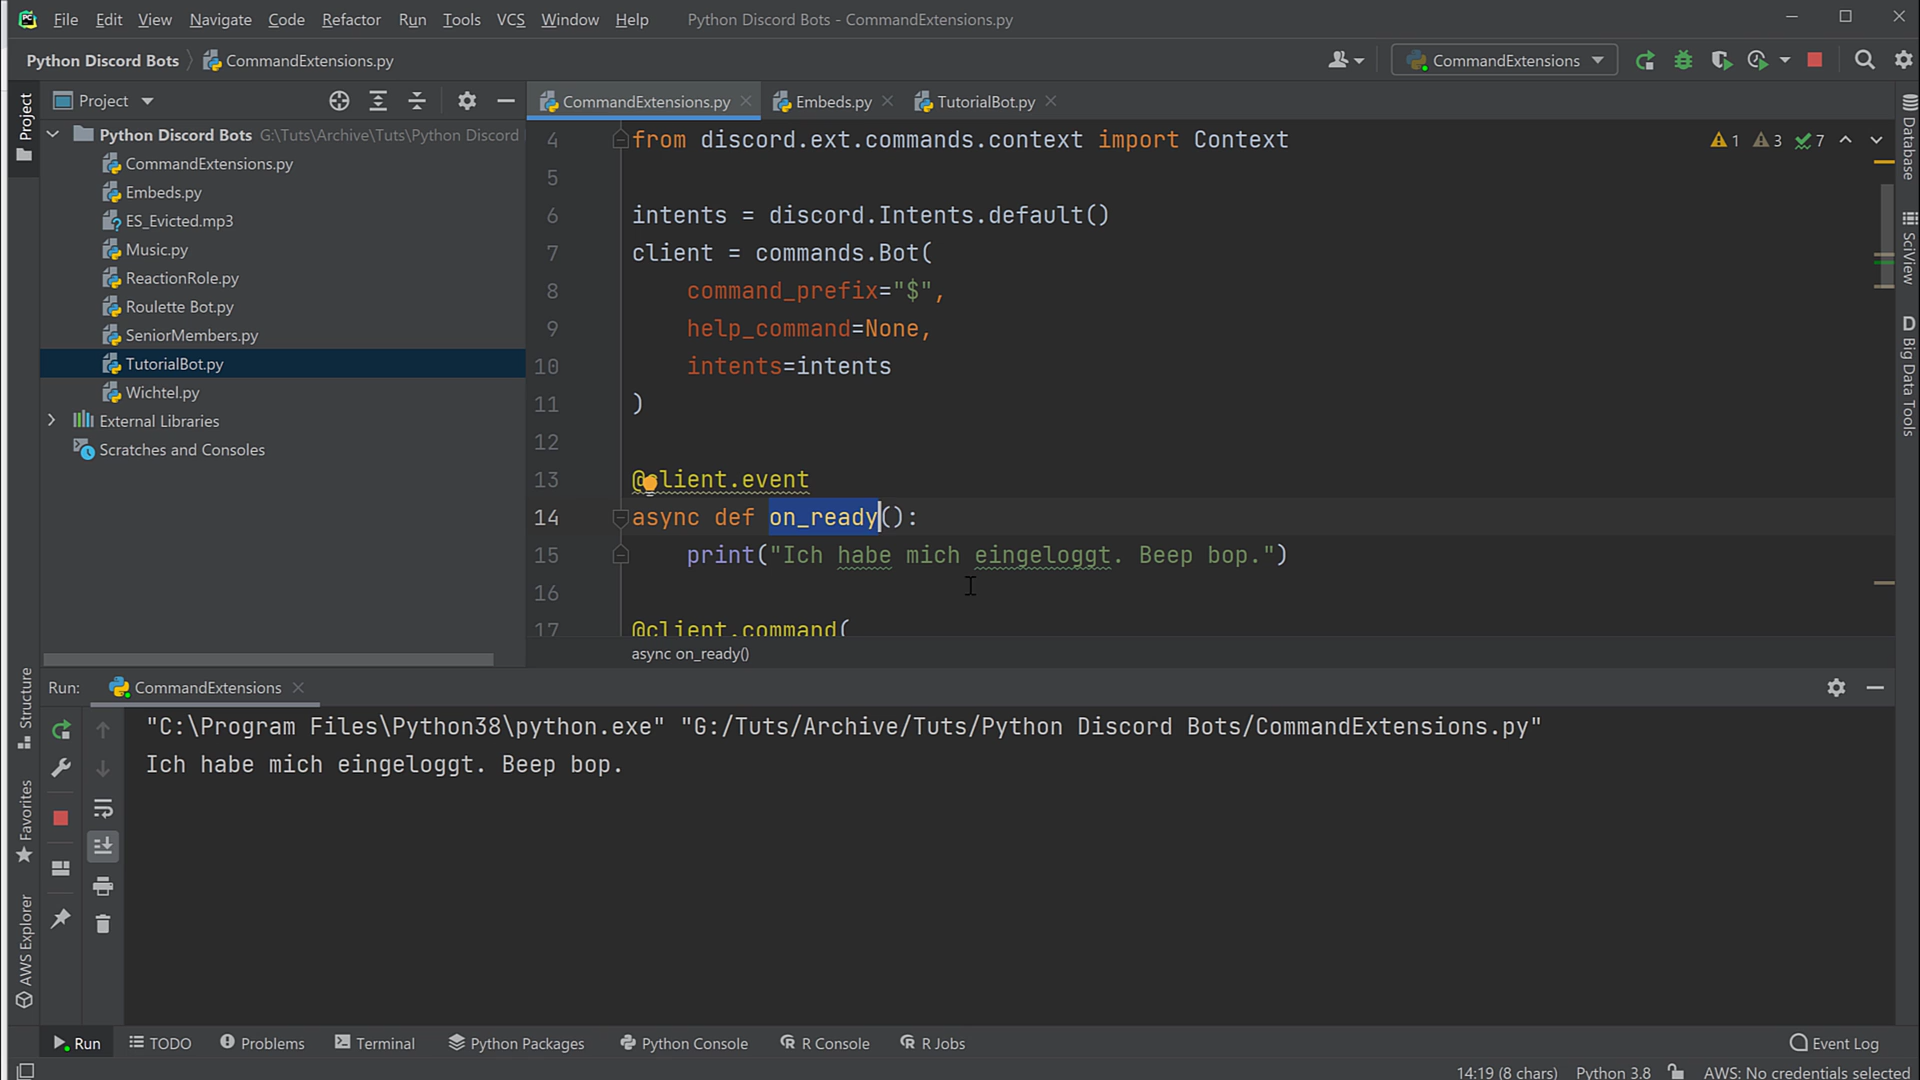 File Edit View Navigate Code Refactor Run Tools VCS Window Help Python Discord Bots - CommandExtensions.py
Python Discord Bots CommandExtensions.py CommandExtensions
Project
Project
CommandExtensions.py Embeds.py TutorialBot.py
Python Discord Bots G:\Tuts\Archive\Tuts\Python Discord
CommandExtensions.py
Embeds.py
ES_Evicted.mp3
Music.py
ReactionRole.py
Roulette Bot.py
SeniorMembers.py
TutorialBot.py
Wichtel.py
External Libraries
Scratches and Consoles
4 from discord.ext.commands.context import Context
1 3 7
5
6 intents = discord.Intents.default()
7 client = commands.Bot(
8 command_prefix="$",
9 help_command=None,
10 intents=intents
11 )
12
13 @client.event
14 async def on_ready():
15 print("Ich habe mich eingeloggt. Beep bop.")
16
17 @client.command(
async on_ready()
Database
SciView
D Big Data Tools
Structure
Favorites
AWS Explorer
Run: CommandExtensions
"C:\Program Files\Python38\python.exe" "G:/Tuts/Archive/Tuts/Python Discord Bots/CommandExtensions.py"
Ich habe mich eingeloggt. Beep bop.
Run TODO Problems Terminal Python Packages Python Console R Console R Jobs Event Log
14:19 (8 chars) Python 3.8 AWS: No credentials selected